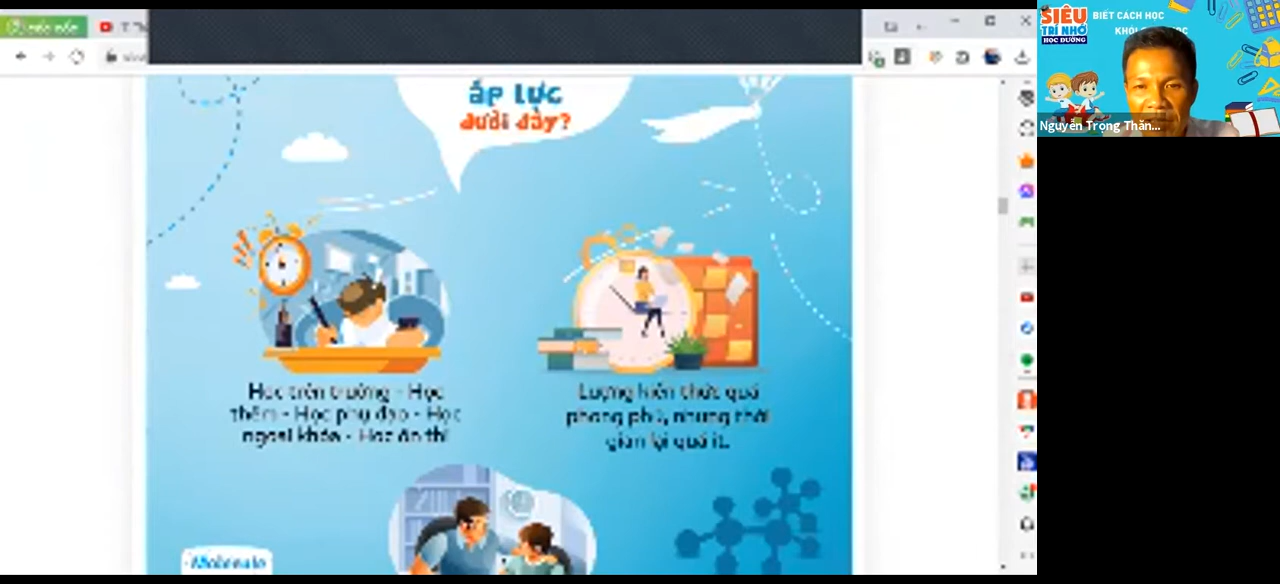 SIÊU
TRÍ NHỚ
HỌC ĐƯỜNG
BIẾT CÁCH HỌC
áp lực
dưới đây?
Nguyễn Trọng Thăn...
Học trên trường - Học
thêm - Học phụ đạo - Học
ngoại khóa - Học ôn thi
Lượng kiến thức quá
phong phú, nhưng thời
gian lại quá ít.
Molecule